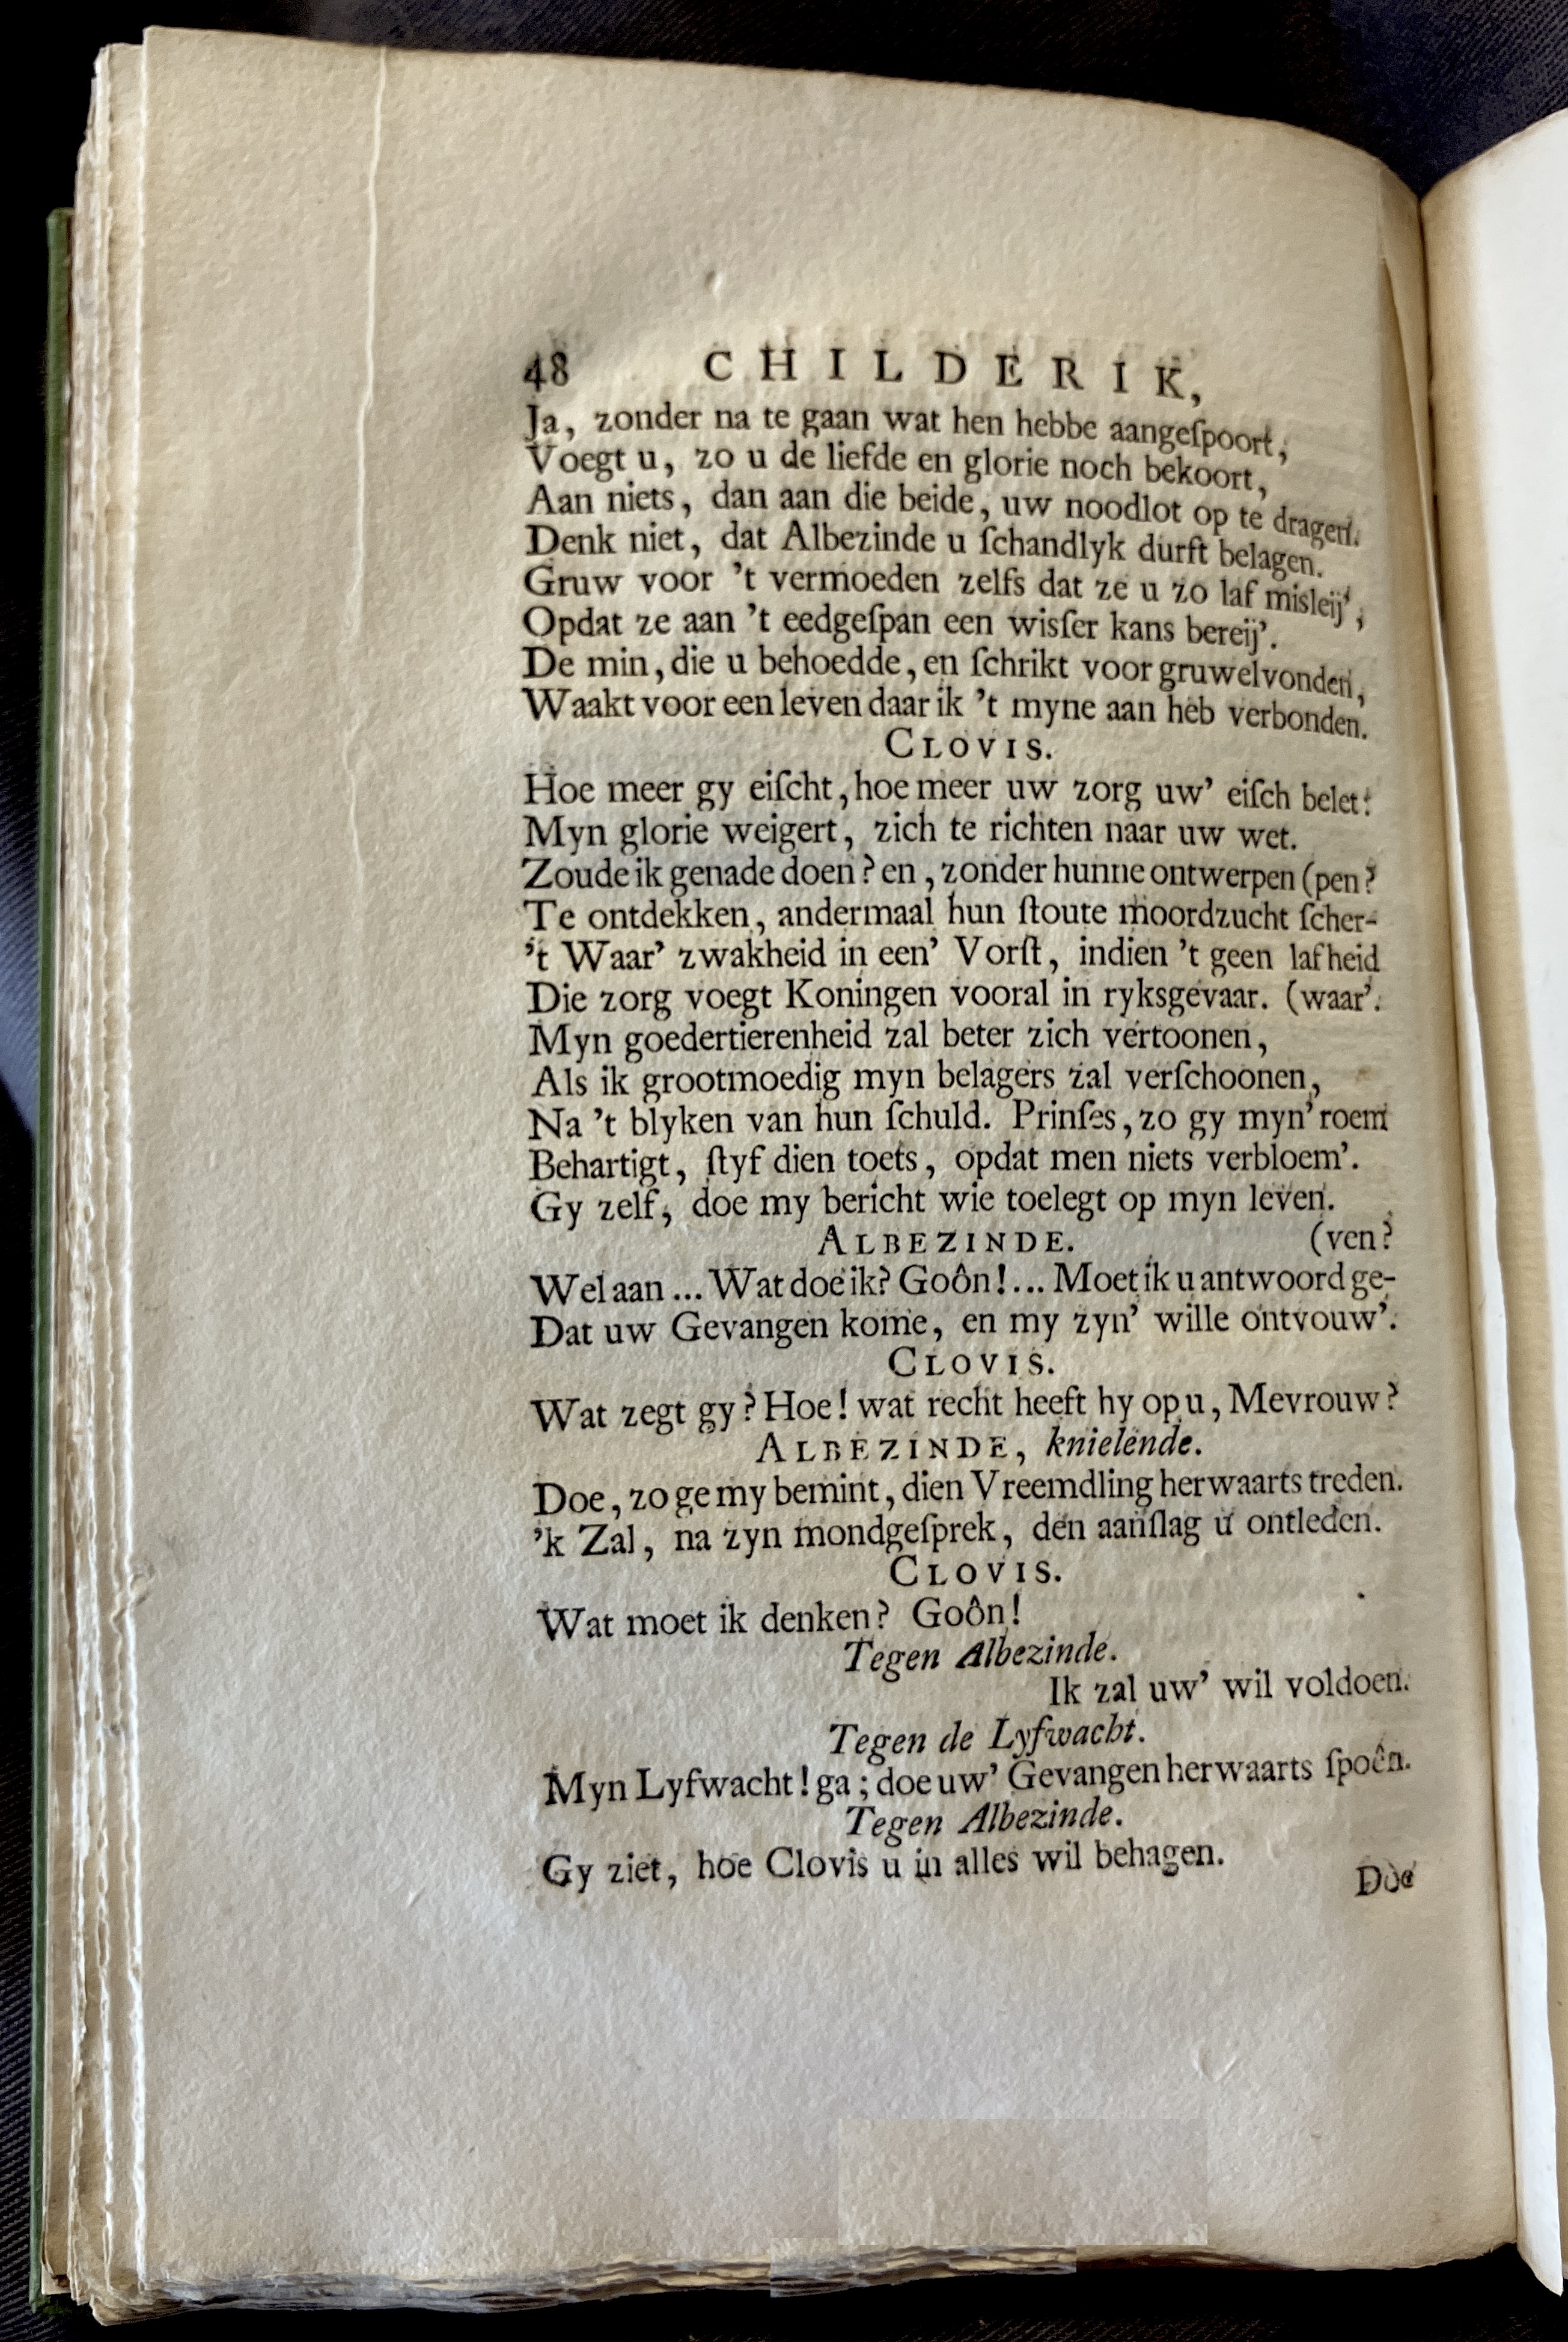 48 CHILDERIK,
Ja, zonder na te gaan wat hen hebbe aangeſpoort,
Voegt u, zo u de liefde en glorie noch bekoort,
Aan niets, dan aan die beide, uw noodlot op te dragen.
Denk niet, dat Albezinde u ſchandlyk durft belagen.
Gruw voor 't vermoeden zelfs dat ze u zo laf misleij',
Opdat ze aan 't eedgeſpan een wisſer kans bereij'.
De min, die u behoedde, en ſchrikt voor gruwelvonden,
Waakt voor een leven daar ik 't myne aan heb verbonden.
CLOVIS.
Hoe meer gy eiſcht, hoe meer uw zorg uw' eiſch belet:
Myn glorie weigert, zich te richten naar uw wet.
Zoude ik genade doen? en, zonder hunne ontwerpen (pen?
Te ontdekken, andermaal hun ſtoute moordzucht ſcher-
't Waar' zwakheid in een' Vorſt, indien 't geen lafheid
Die zorg voegt Koningen vooral in ryksgevaar. (waar'.
Myn goedertierenheid zal beter zich vertoonen,
Als ik grootmoedig myn belagers zal verſchoonen,
Na 't blyken van hun ſchuld. Prinſes, zo gy myn' roem
Behartigt, ſtyf dien toets, opdat men niets verbloem'.
Gy zelf, doe my bericht wie toelegt op myn leven.
ALBEZINDE. (ven?
Wel aan ... Wat doe ik? Goôn! ... Moet ik u antwoord ge-
Dat uw Gevangen kome, en my zyn' wille ontvouw'.
CLOVIS.
Wat zegt gy? Hoe! wat recht heeft hy op u, Mevrouw?
ALBEZINDE, knielende.
Doe, zo ge my bemint, dien Vreemdling herwaarts treden.
'k Zal, na zyn mondgeſprek, den aanſlag u ontleden.
CLOVIS.
Wat moet ik denken? Goôn!
Tegen Albezinde.
Ik zal uw' wil voldoen.
Tegen de Lyfwacht.
Myn Lyfwacht! ga; doe uw' Gevangen herwaarts ſpoên.
Tegen Albezinde.
Gy ziet, hoe Clovis u in alles wil behagen.
Doe